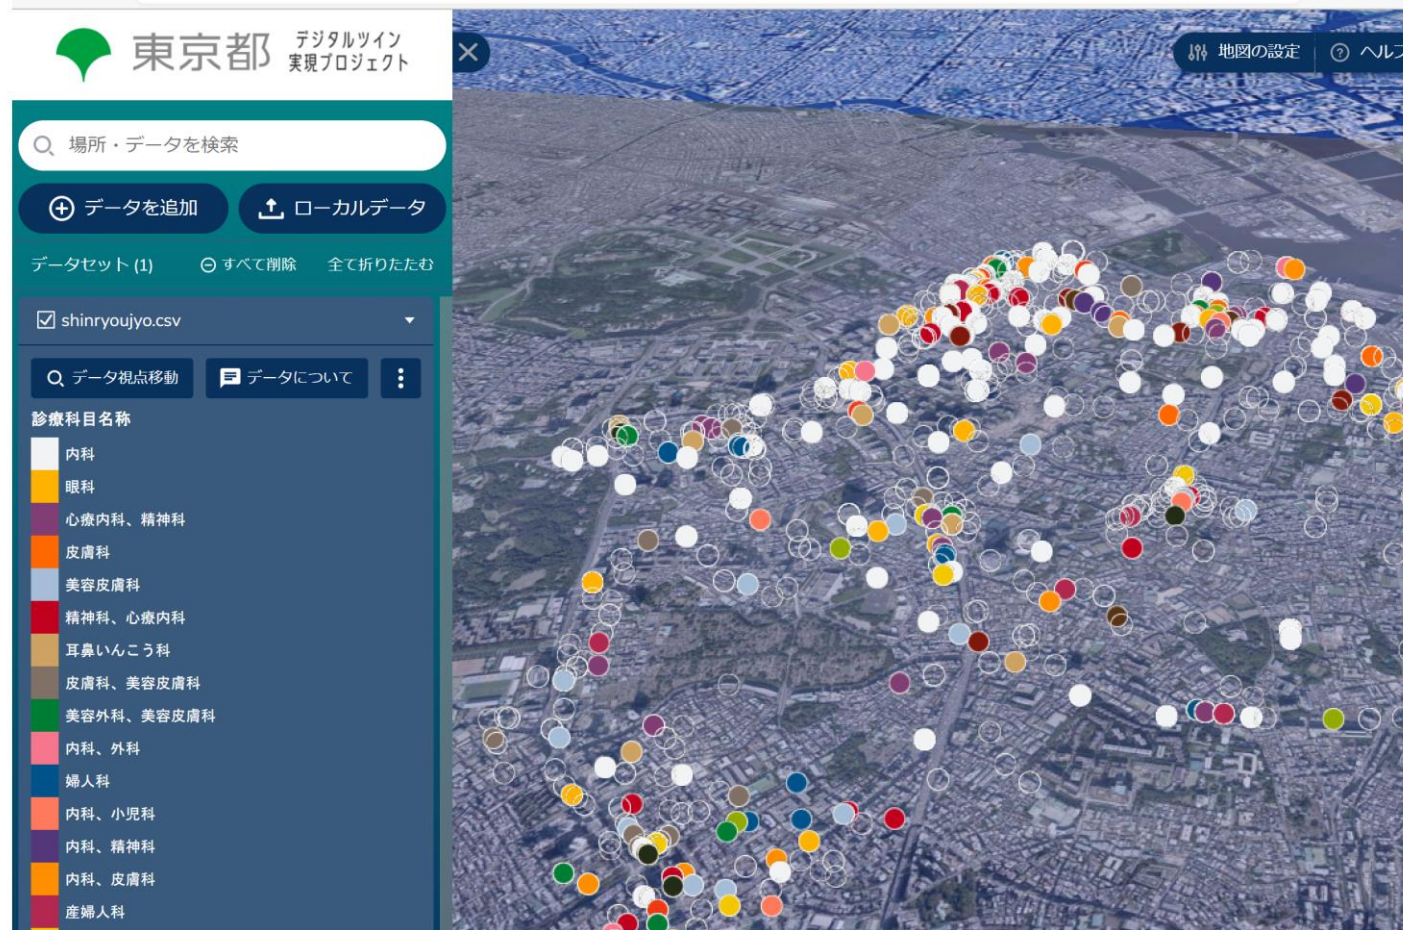 東京都
デジタルツイン
実現プロジェクト
地図の設定
ヘルプ
場所・データを検索
データを追加
ローカルデータ
データセット (1)
すべて削除
全て折りたたむ
shinryoujyo.csv
データ視点移動
データについて
診療科目名称
内科
眼科
心療内科、精神科
皮膚科
美容皮膚科
精神科、心療内科
耳鼻いんこう科
皮膚科、美容皮膚科
美容外科、美容皮膚科
内科、外科
婦人科
内科、小児科
内科、精神科
内科、皮膚科
産婦人科